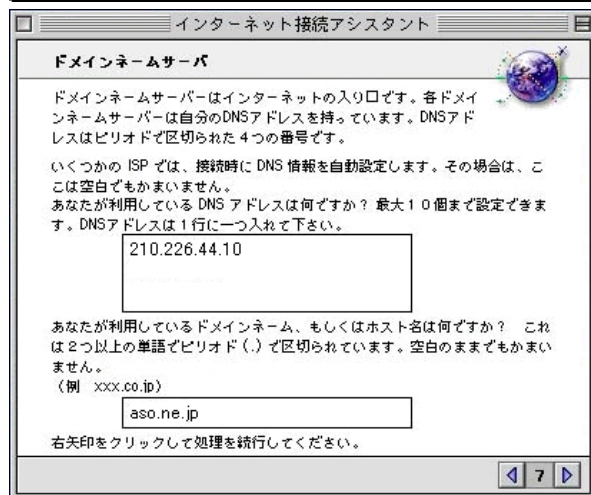 インターネット接続アシスタント
ドメインネームサーバ
ドメインネームサーバーはインターネットの入り口です。各ドメイ
ンネームサーバーは自分のDNSアドレスを持っています。DNSアド
レスはピリオドで区切られた４つの番号です。
いくつかの ISP では、接続時に DNS 情報を自動設定します。その場合は、こ
こは空白でもかまいません。
あなたが利用している DNS アドレスは何ですか？ 最大１０個まで設定できま
す。DNSアドレスは１行に一つ入れて下さい。
210.226.44.10
あなたが利用しているドメインネーム、もしくはホスト名は何ですか？　これ
は２つ以上の単語でピリオド（.）で区切られています。空白のままでもかまい
ません。
（例　xxx.co.jp）
aso.ne.jp
右矢印をクリックして処理を続行してください。
7